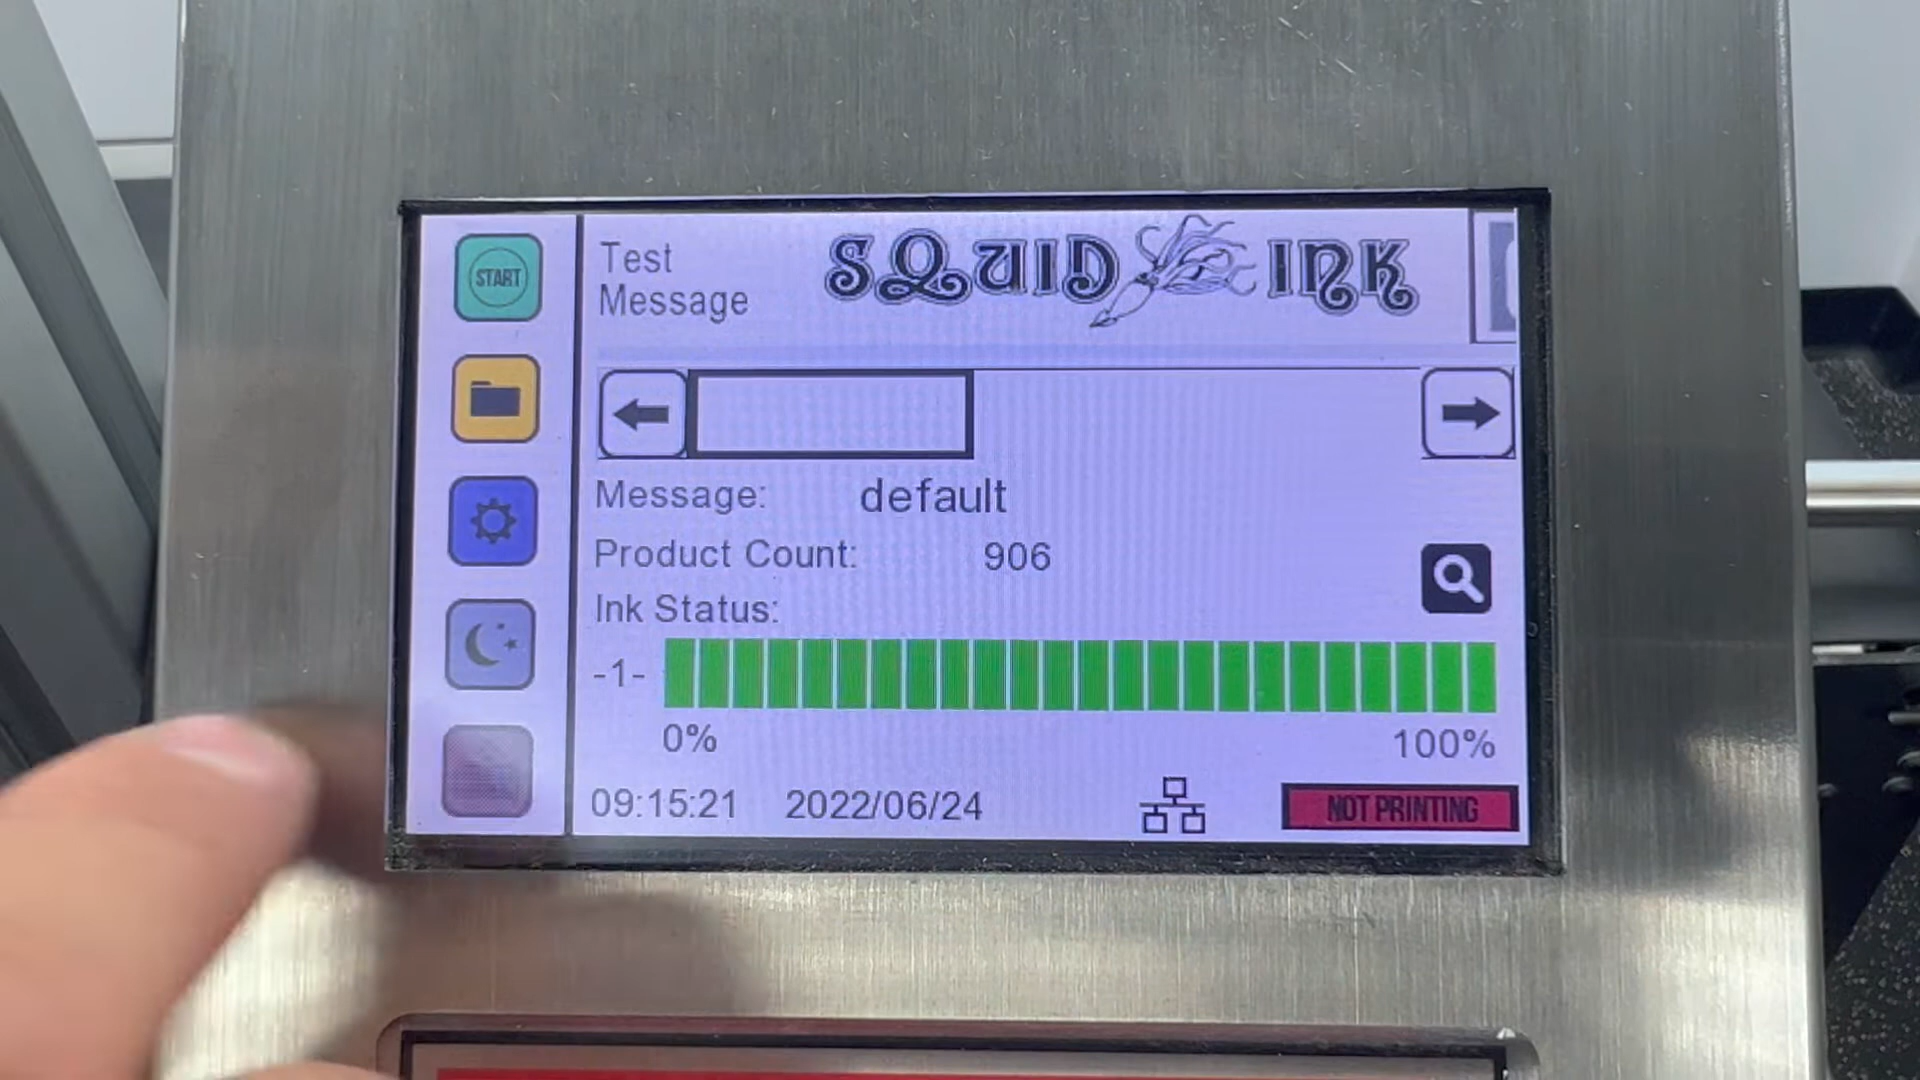 START
Test
Message
SQUID INK
Message: default
Product Count: 906
Ink Status:
-1-
0% 100%
09:15:21 2022/06/24 NOT PRINTING